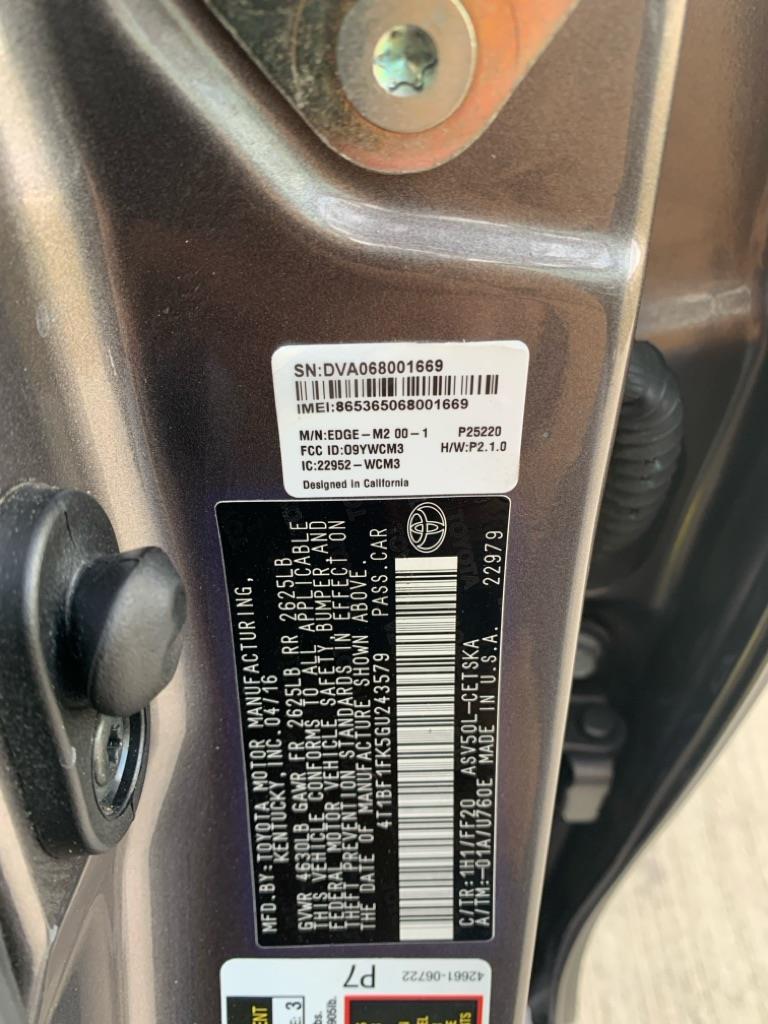 SN:DVA068001669
IMEI:865365068001669
M/N:EDGE-M2 00-1 P25220
FCC ID:O9YWCM3 H/W:P2.1.0
IC:22952-WCM3
Designed in California
MFD.BY:TOYOTA MOTOR MANUFACTURING,
KENTUCKY, INC. 04/16
GVWR 4630LB GAWR FR 2625LB RR 2625LB
THIS VEHICLE CONFORMS TO ALL APPLICABLE
FEDERAL MOTOR VEHICLE SAFETY, BUMPER AND
THEFT PREVENTION STANDARDS IN EFFECT ON
THE DATE OF MANUFACTURE SHOWN ABOVE.
4T1BF1FK5GU243579 PASS.CAR
C/TR:1H1/FF20 ASV50L-CETSKA
A/TM:-01A/U760E MADE IN U.S.A. 22979
42661-06722
P7